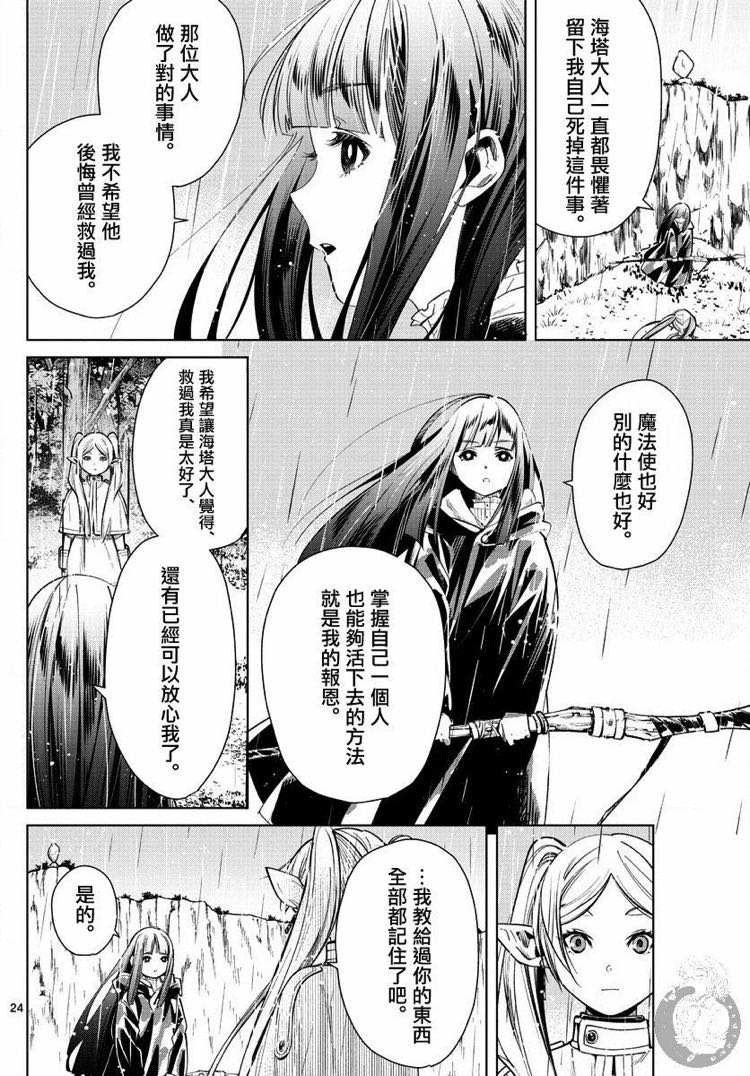 海塔大人一直都畏懼著
留下我自己死掉這件事。
那位大人
做了對的事情。
我不希望他
後悔曾經救過我。
魔法使也好
別的什麼也好。
掌握自己一個人
也能夠活下去的方法
就是我的報恩。
我希望讓海塔大人覺得、
救過我真是太好了、
還有已經可以放心我了。
…我教給過你的東西
全部都記住了吧。
是的。
24